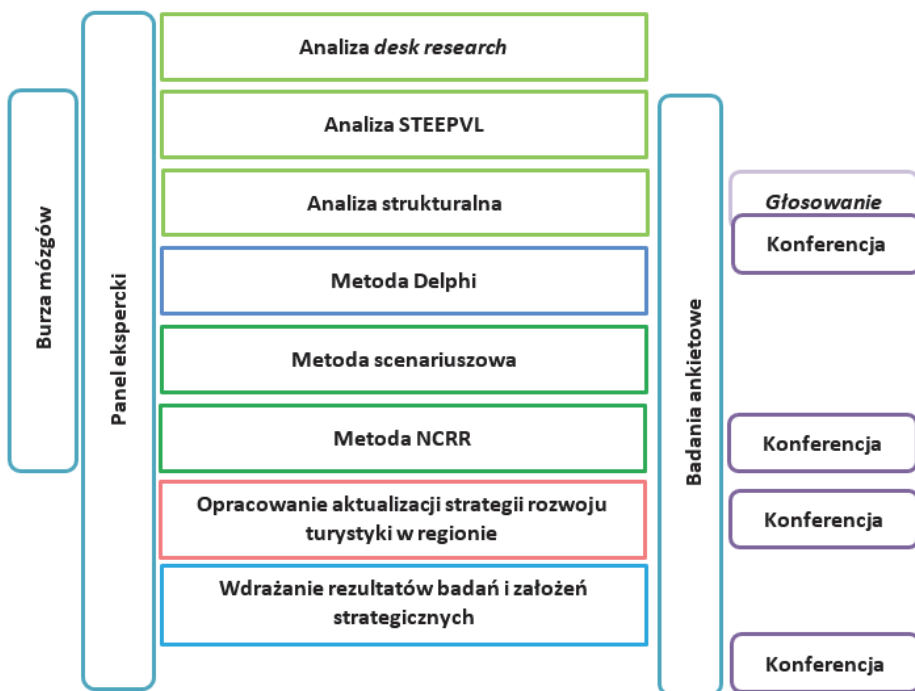 Burza mózgów
Panel ekspercki
Analiza desk research
Analiza STEEPVL
Analiza strukturalna
Metoda Delphi
Metoda scenariuszowa
Metoda NCRR
Opracowanie aktualizacji strategii rozwoju
turystyki w regionie
Wdrażanie rezultatów badań i założeń
strategicznych
Badania ankietowe
Głosowanie
Konferencja
Konferencja
Konferencja
Konferencja